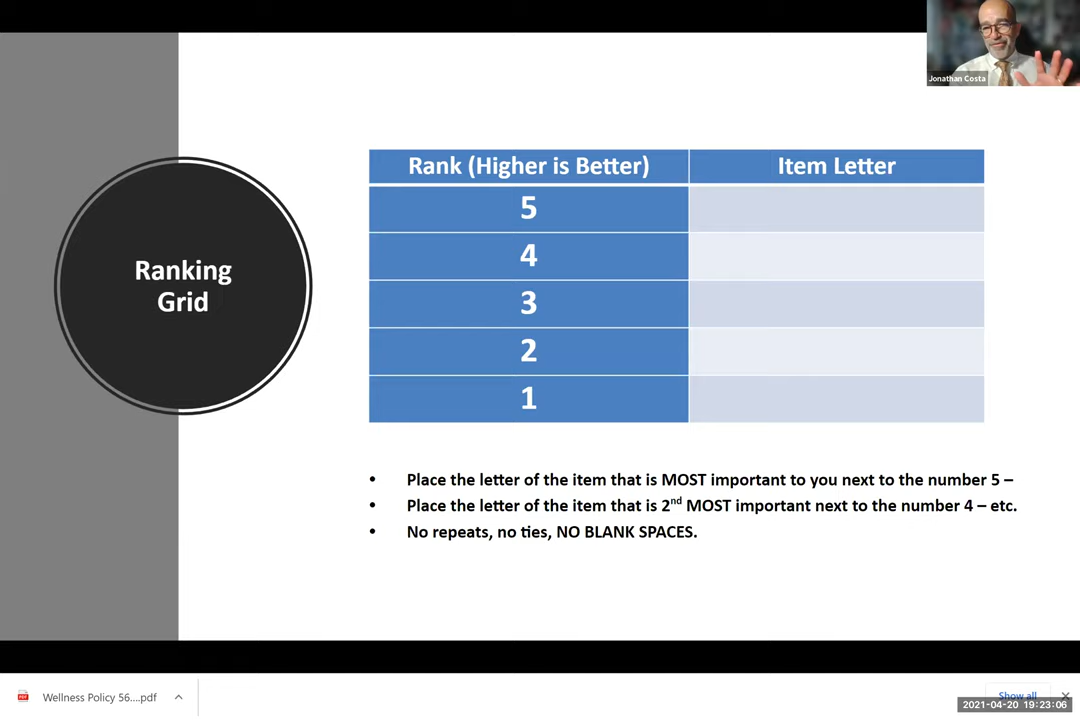 Jonathan Costa
Rank (Higher is Better) Item Letter
5
4
3
2
1
Ranking
Grid
• Place the letter of the item that is MOST important to you next to the number 5 –
• Place the letter of the item that is 2nd MOST important next to the number 4 – etc.
• No repeats, no ties, NO BLANK SPACES.
PDF
Wellness Policy 56....pdf
Show all
2021-04-20 19:23:06